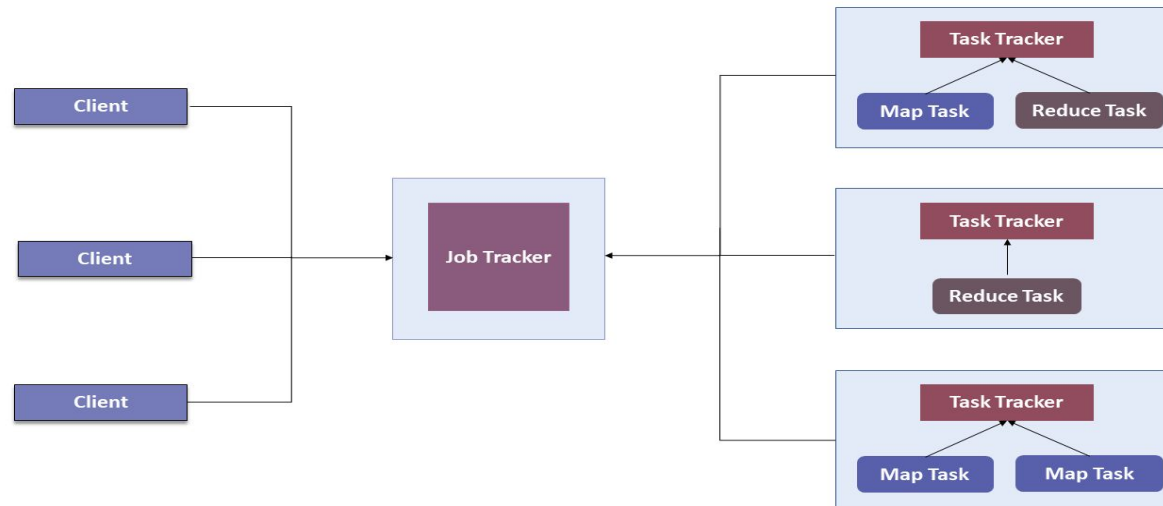 Client
Client
Client
Job Tracker
Task Tracker
Map Task
Reduce Task
Task Tracker
Reduce Task
Task Tracker
Map Task
Map Task